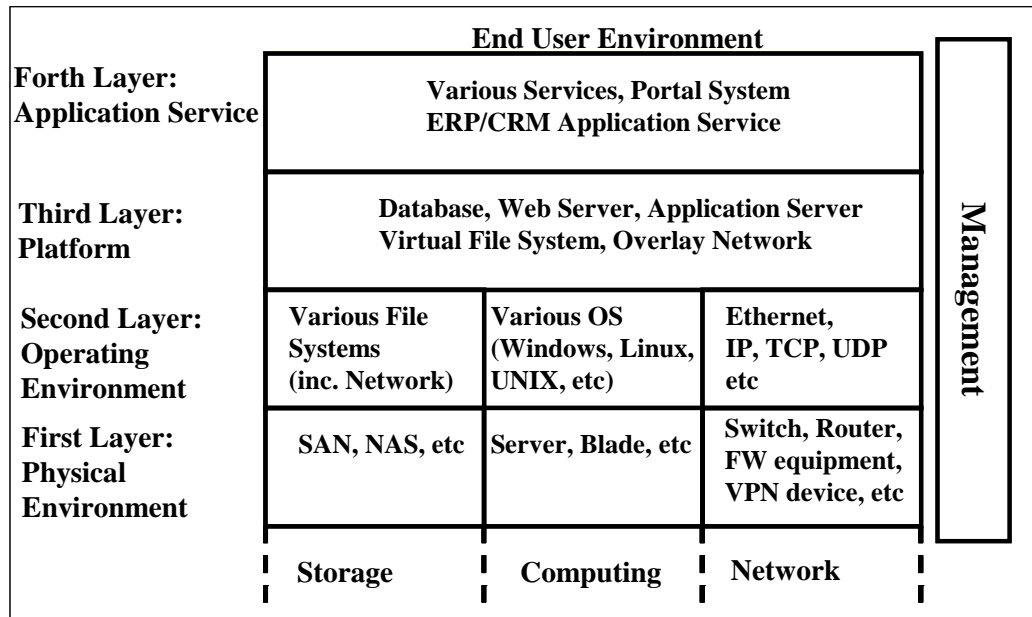 End User Environment
Forth Layer:
Application Service
Various Services, Portal System
ERP/CRM Application Service
Third Layer:
Platform
Database, Web Server, Application Server
Virtual File System, Overlay Network
Second Layer:
Operating
Environment
Various File
Systems
(inc. Network)
Various OS
(Windows, Linux,
UNIX, etc)
Ethernet,
IP, TCP, UDP
etc
First Layer:
Physical
Environment
SAN, NAS, etc
Server, Blade, etc
Switch, Router,
FW equipment,
VPN device, etc
Storage
Computing
Network
Management